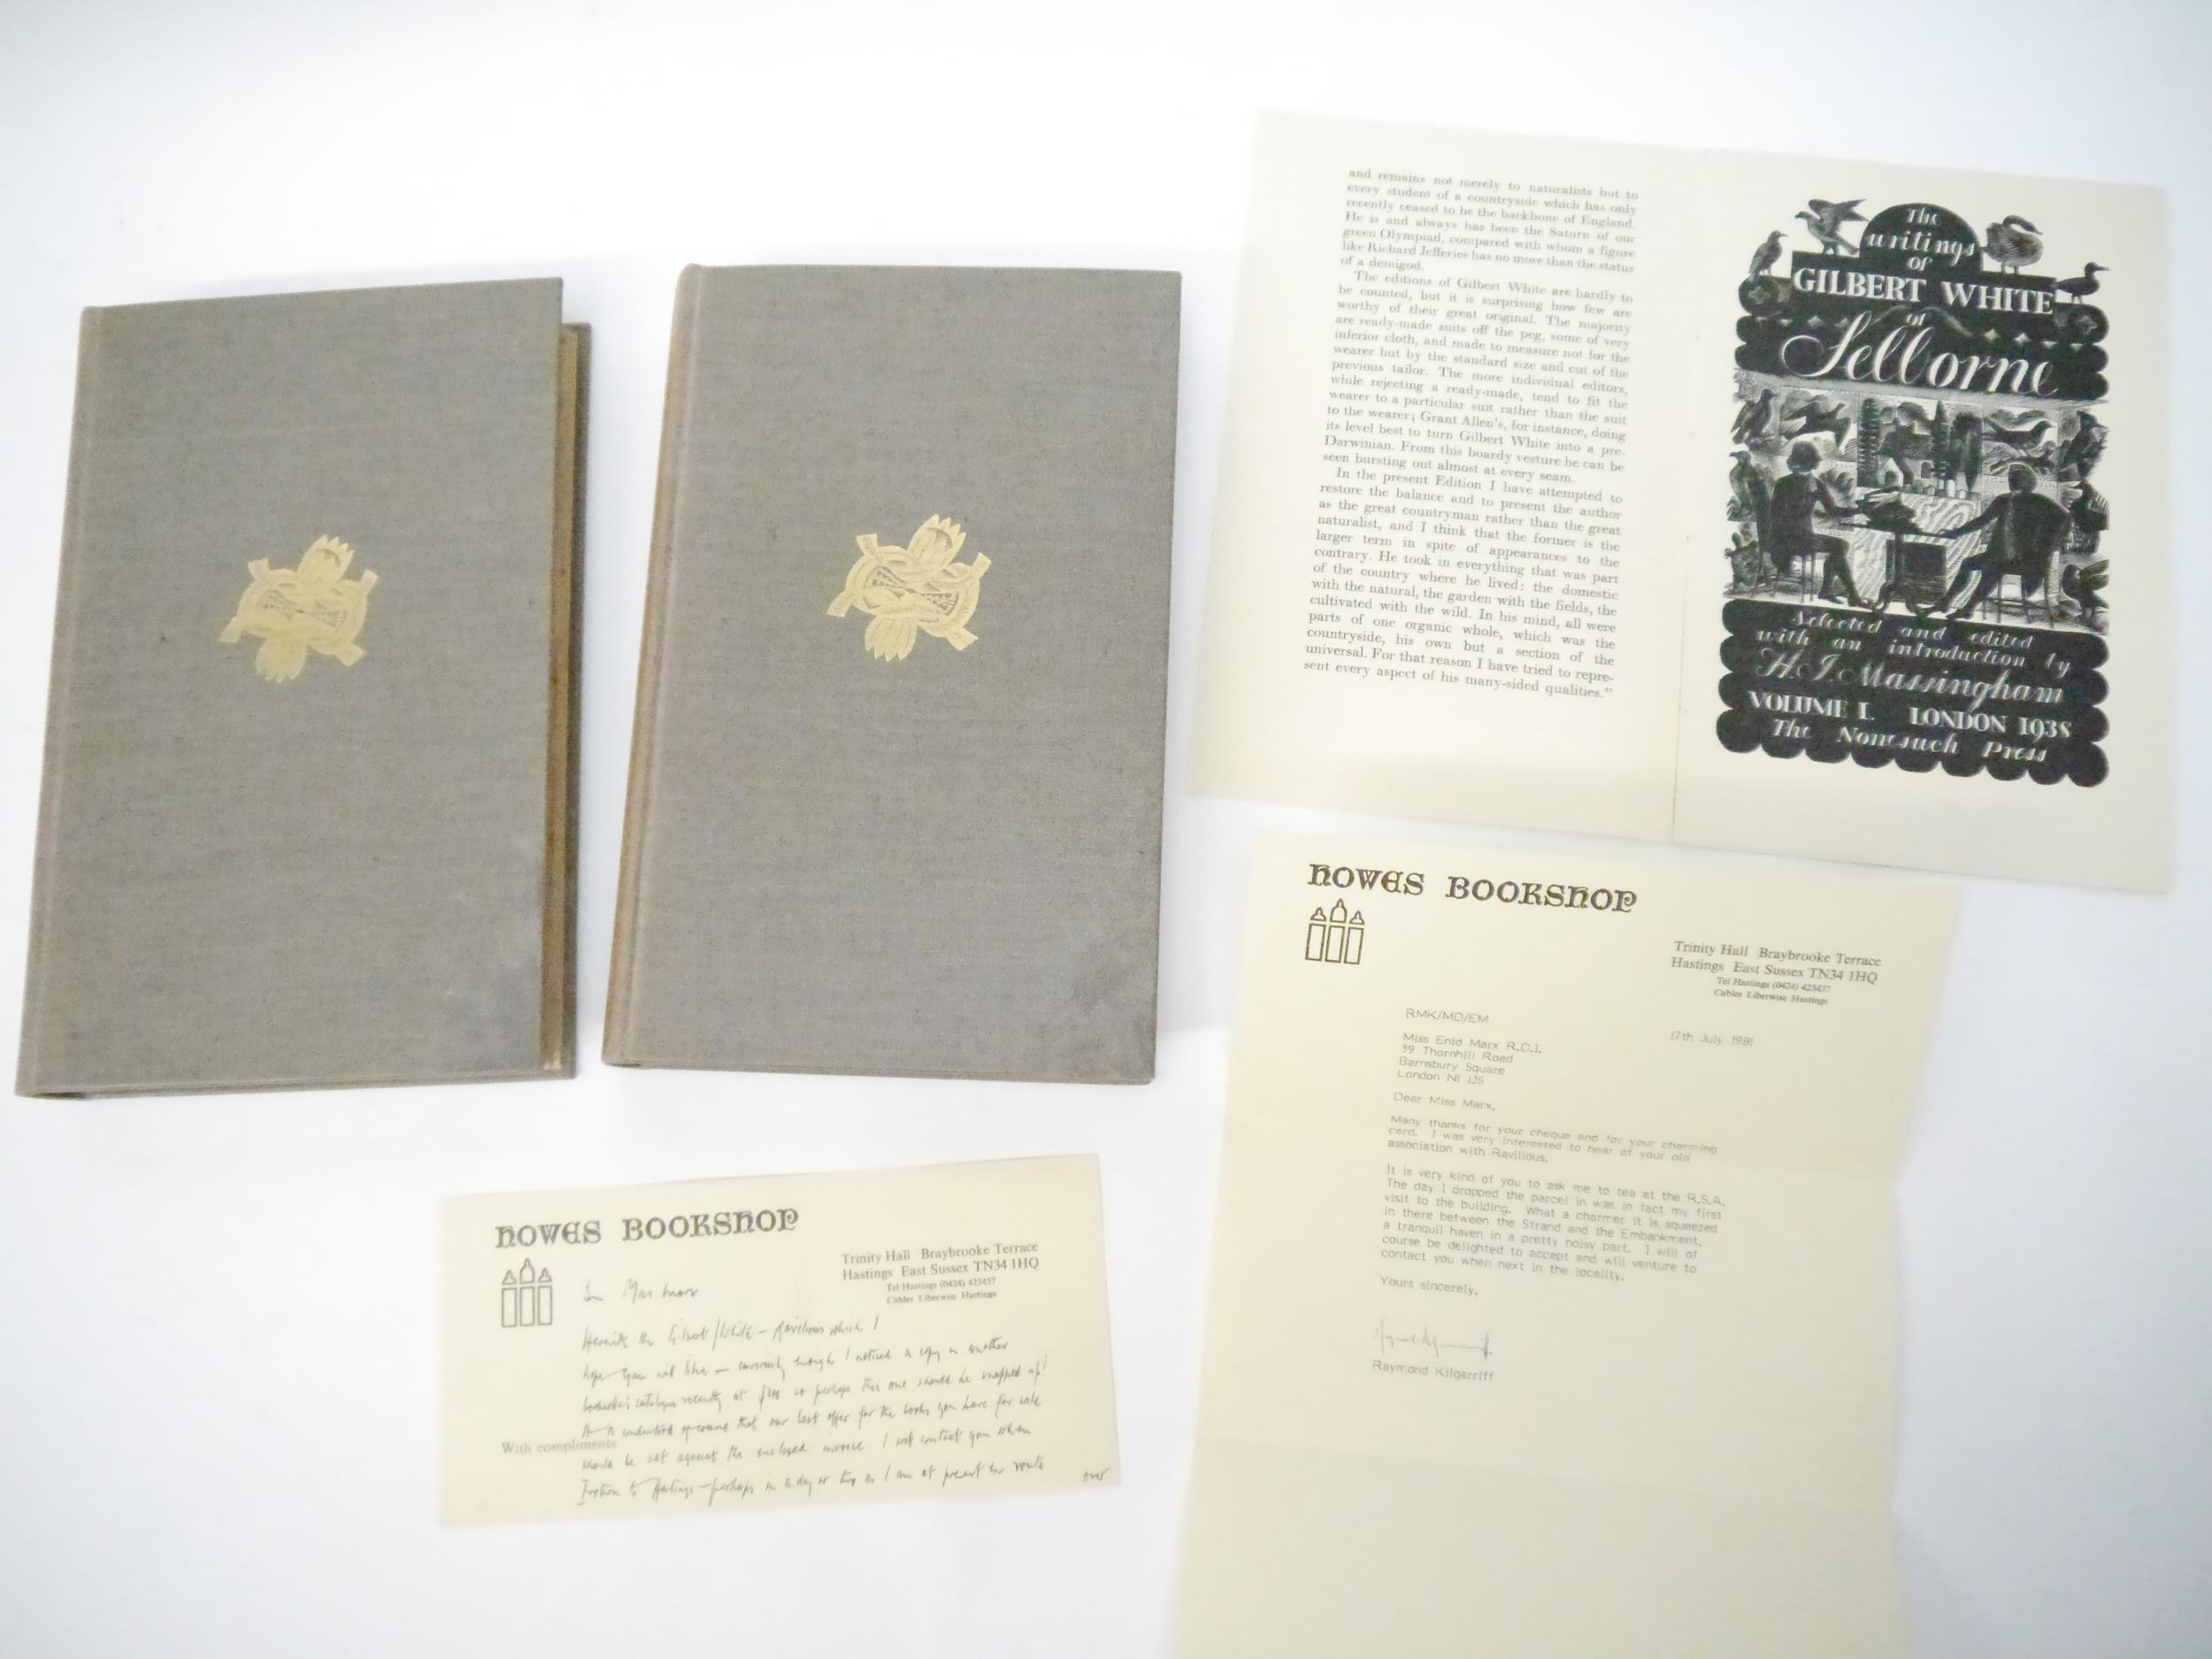 and remains not merely to naturalists but to
every student of a countryside which has only
recently ceased to be the backbone of England.
He is and always has been the Saturn of our
green Olympiad, compared with whom a figure
like Richard Jefferies has no more than the status
of a demigod.
The editions of Gilbert White are hardly to
be counted, but it is surprising how few are
worthy of their great original. The majority
are ready-made suits off the peg, some of very
inferior cloth, and made to measure not for the
wearer but by the standard size and cut of the
previous tailor. The more individual editors,
while rejecting a ready-made, tend to fit the
wearer to a particular suit rather than the suit
to the wearer; Grant Allen's, for instance, doing
its level best to turn Gilbert White into a pre-
Darwinian. From this boardy vesture he can be
seen bursting out almost at every seam.
In the present Edition I have attempted to
restore the balance and to present the author
as the great countryman rather than the great
naturalist, and I think that the former is the
larger term in spite of appearances to the
contrary. He took in everything that was part
of the country where he lived: the domestic
with the natural, the garden with the fields, the
cultivated with the wild. In his mind, all were
parts of one organic whole, which was the
countryside, his own but a section of the
universal. For that reason I have tried to repre-
sent every aspect of his many-sided qualities."
The
writings
of
GILBERT WHITE
of
Selborne
Selected and edited
with an introduction by
H.J. Massingham
VOLUME I. LONDON 1938
The Nonesuch Press
HOWES BOOKSHOP
Trinity Hall Braybrooke Terrace
Hastings East Sussex TN34 1HQ
Tel Hastings (0424) 423437
Cables Liberwise Hastings
RMK/MD/EM
17th July 1981
Miss Enid Marx R.D.I.
39 Thornhill Road
Barnsbury Square
London N1 1JS
Dear Miss Marx,
Many thanks for your cheque and for your charming
card. I was very interested to hear of your old
association with Ravilious.
It is very kind of you to ask me to tea at the R.S.A.
The day I dropped the parcel in was in fact my first
visit to the building. What a charmer it is, squeezed
in there between the Strand and the Embankment,
a tranquil haven in a pretty noisy part. I will of
course be delighted to accept and will venture to
contact you when next in the locality.
Yours sincerely,
Raymond Kilgarriff
HOWES BOOKSHOP
Trinity Hall Braybrooke Terrace
Hastings East Sussex TN34 1HQ
Tel Hastings (0424) 423437
Cables Liberwise Hastings
Miss Marx
Herewith the Gilbert White - Ravilious which I
hope you will like - enough I noticed a copy in another
catalogue recently at so perhaps this one should be snapped up!
that our last offer for the books you have for sale
With compliments
would be set against the enclosed invoice. I will contact you when
I return to Hastings - perhaps in a day or two as I am at present en route
over